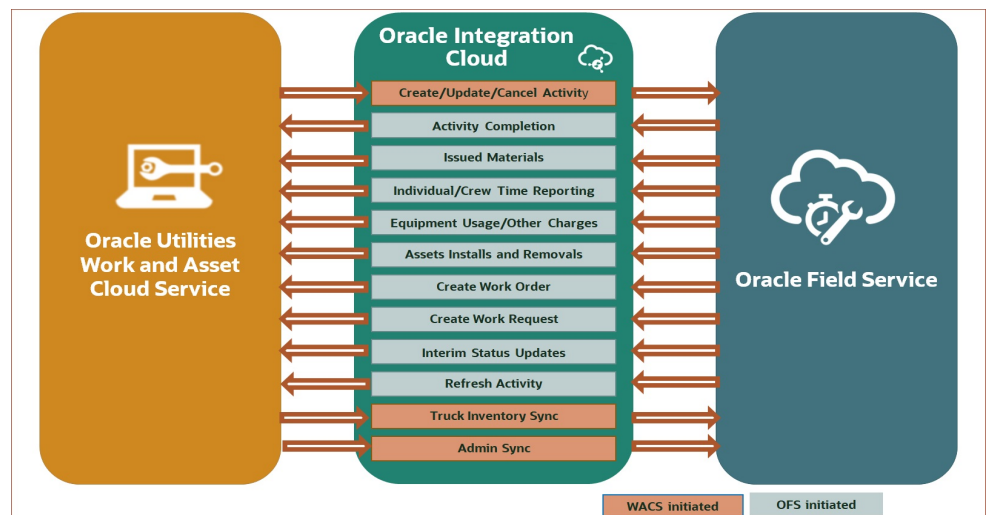 Oracle Integration
Cloud
Create/Update/Cancel Activity
Activity Completion
Issued Materials
Individual/Crew Time Reporting
Equipment Usage/Other Charges
Assets Installs and Removals
Create Work Order
Create Work Request
Interim Status Updates
Refresh Activity
Truck Inventory Sync
Admin Sync
Oracle Utilities
Work and Asset
Cloud Service
Oracle Field Service
WACS initiated
OFS initiated